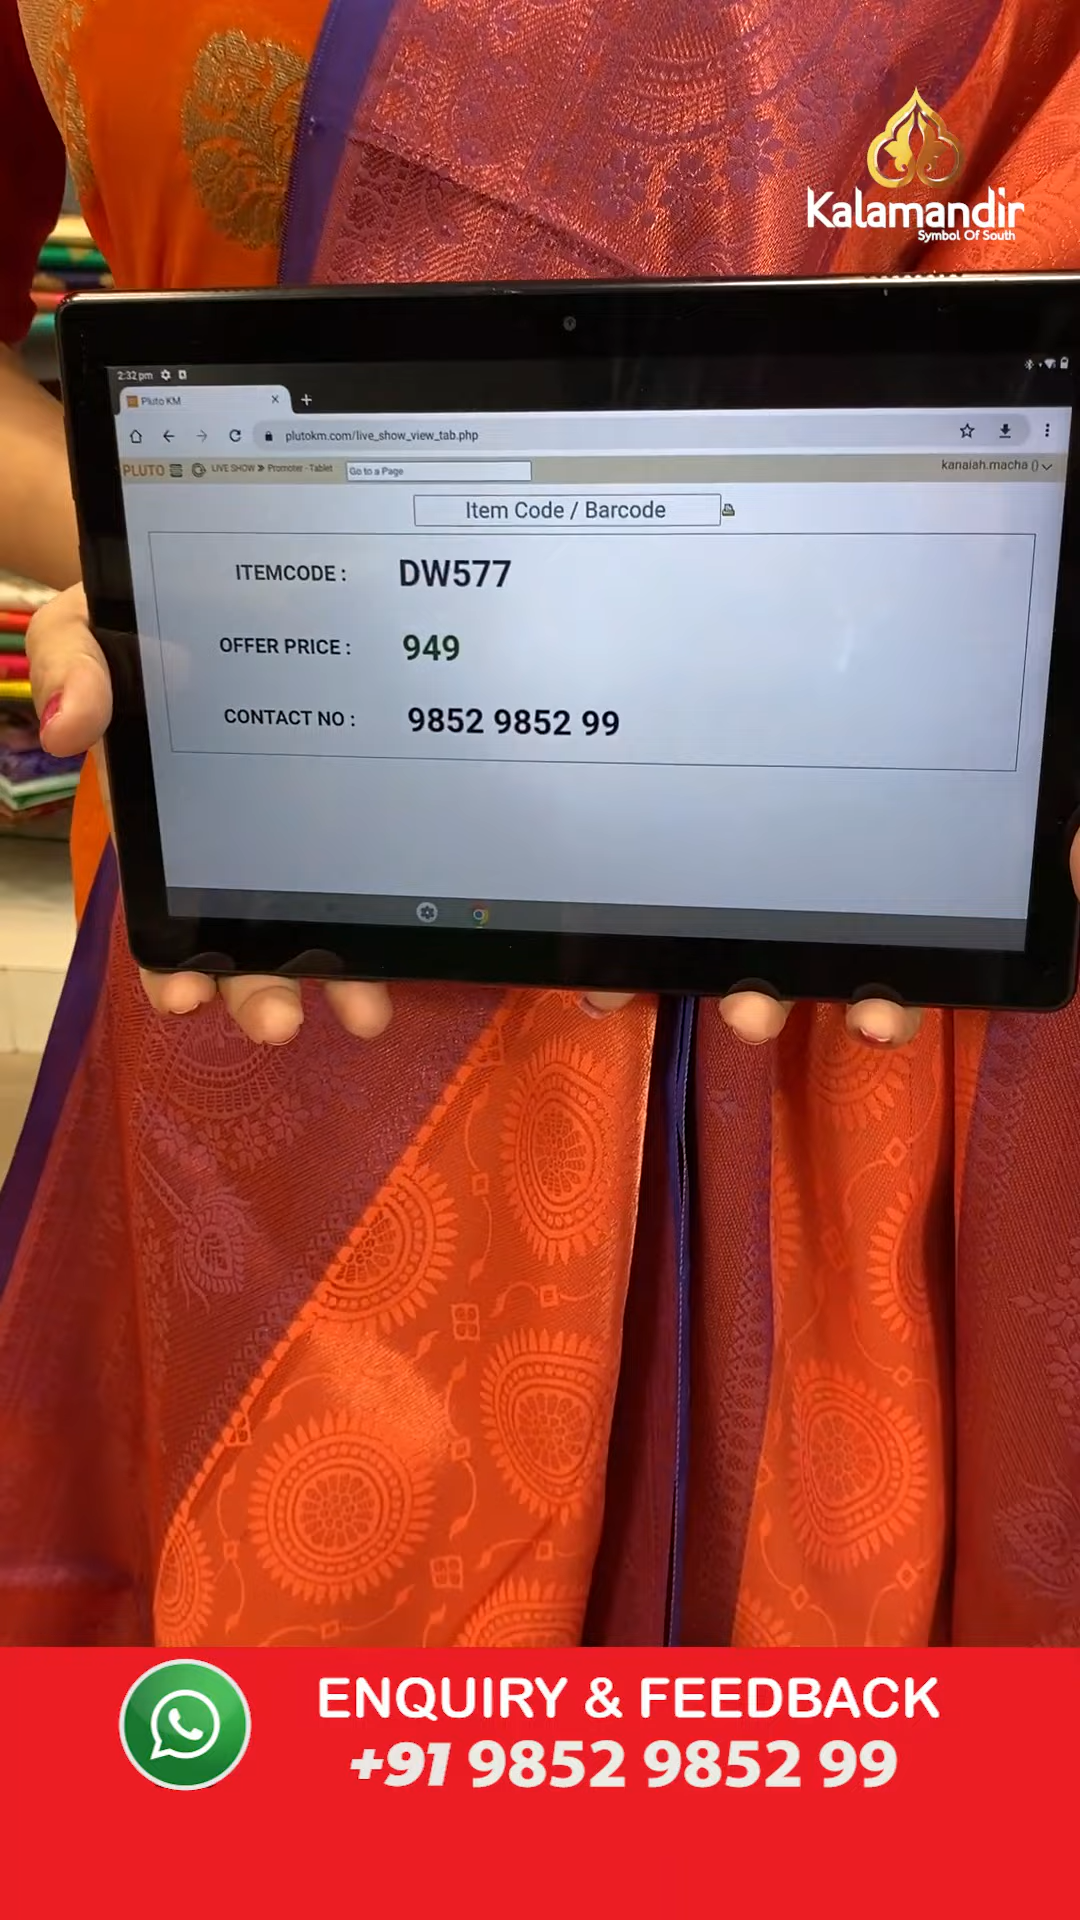 Kalamandir
Symbol Of South
2:32 pm
Pluto KM
plutokm.com/live_show_view_tab.php
PLUTO
LIVE SHOW » Promoter - Tablet
Go to a Page
kanaiah.macha ()
Item Code / Barcode
ITEMCODE : DW577
OFFER PRICE : 949
CONTACT NO : 9852 9852 99
ENQUIRY & FEEDBACK
+91 9852 9852 99